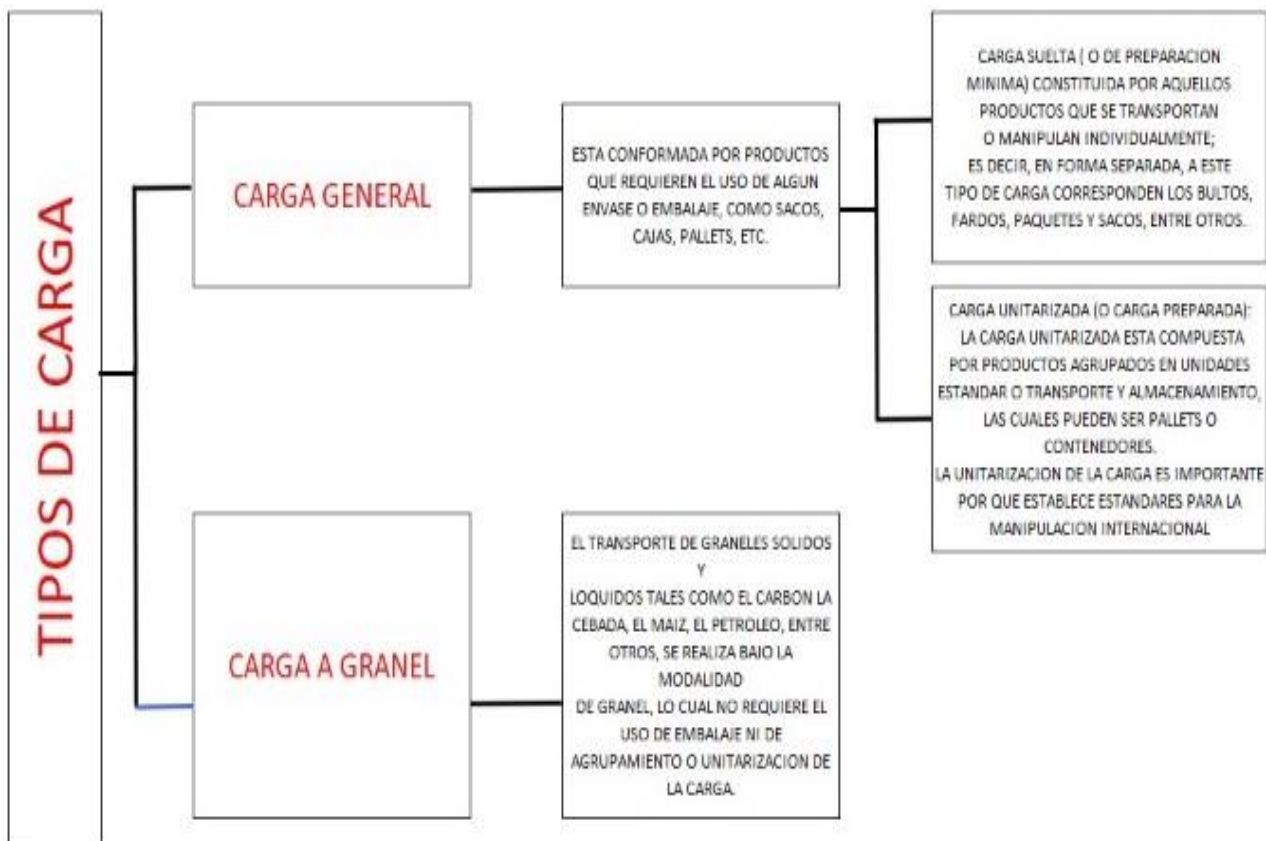 TIPOS DE CARGA
CARGA GENERAL
ESTA CONFORMADA POR PRODUCTOS
QUE REQUIEREN EL USO DE ALGUN
ENVASE O EMBALAJE, COMO SACOS,
CAJAS, PALLETS, ETC.
CARGA SUELTA ( O DE PREPARACION
MINIMA) CONSTITUIDA POR AQUELLOS
PRODUCTOS QUE SE TRANSPORTAN
O MANIPULAN INDIVIDUALMENTE;
ES DECIR, EN FORMA SEPARADA, A ESTE
TIPO DE CARGA CORRESPONDEN LOS BULTOS,
FARDOS, PAQUETES Y SACOS, ENTRE OTROS.
CARGA UNITARIZADA (O CARGA PREPARADA):
LA CARGA UNITARIZADA ESTA COMPUESTA
POR PRODUCTOS AGRUPADOS EN UNIDADES
ESTANDAR O TRANSPORTE Y ALMACENAMIENTO,
LAS CUALES PUEDEN SER PALLETS O
CONTENEDORES.
LA UNITARIZACION DE LA CARGA ES IMPORTANTE
POR QUE ESTABLECE ESTANDARES PARA LA
MANIPULACION INTERNACIONAL
CARGA A GRANEL
EL TRANSPORTE DE GRANELES SOLIDOS
Y
LOQUIDOS TALES COMO EL CARBON LA
CEBADA, EL MAIZ, EL PETROLEO, ENTRE
OTROS, SE REALIZA BAJO LA
MODALIDAD
DE GRANEL, LO CUAL NO REQUIERE EL
USO DE EMBALAJE NI DE
AGRUPAMIENTO O UNITARIZACION DE
LA CARGA.